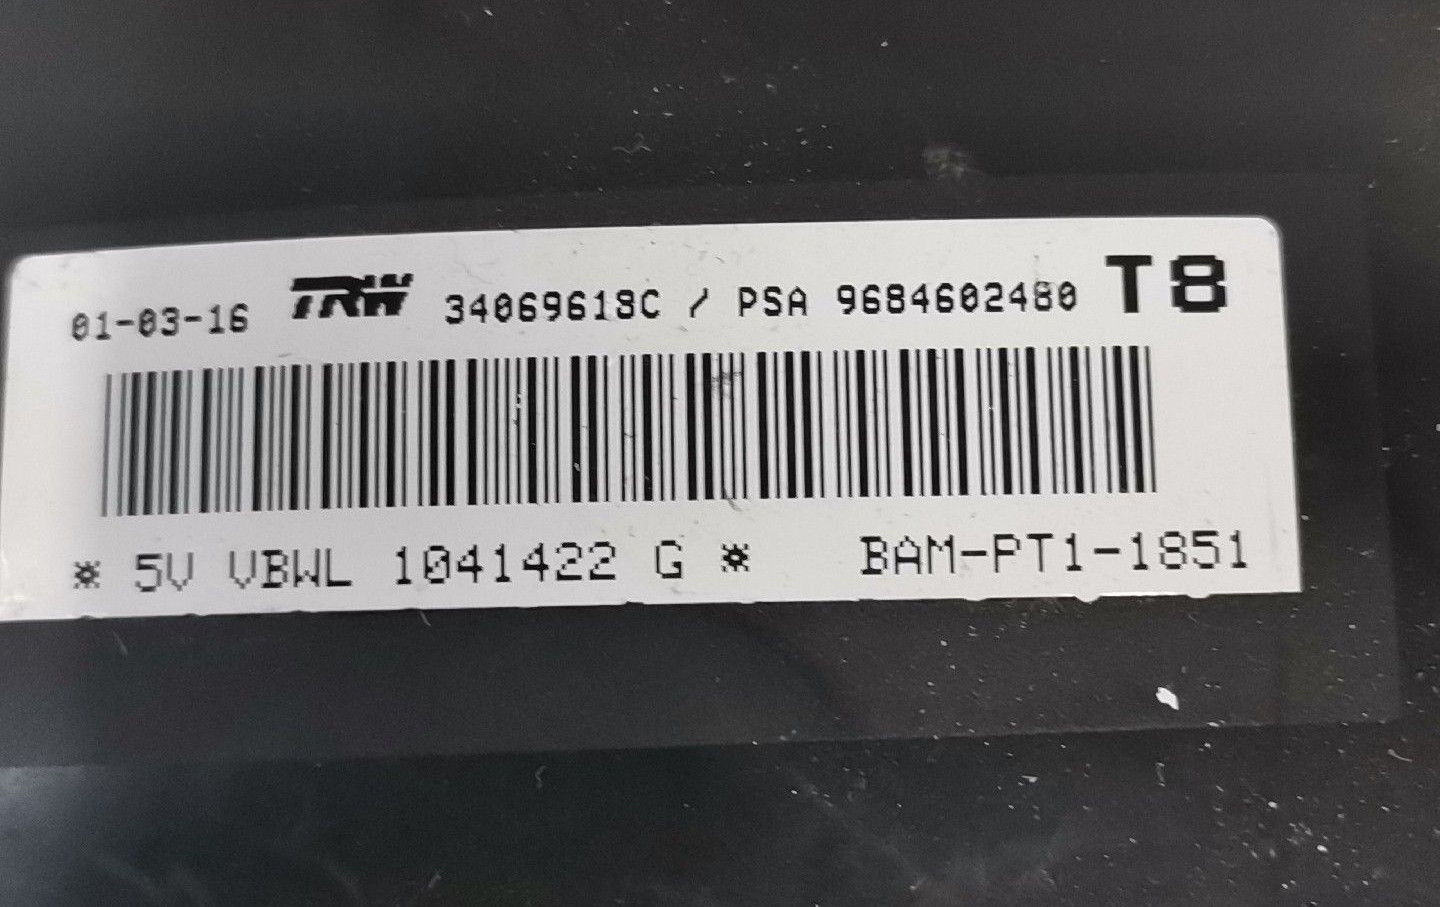 01-03-16 TRW 34069618C / PSA 9684602480 T8
* 5V VBWL 1041422 G * BAM-PT1-1851